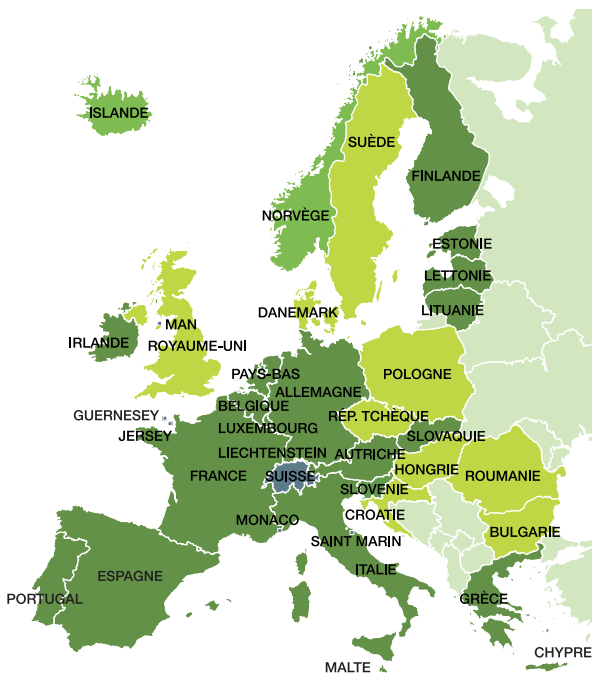 ISLANDE
SUÈDE
FINLANDE
NORVÈGE
ESTONIE
LETTONIE
LITUANIE
DANEMARK
MAN
IRLANDE
ROYAUME-UNI
PAYS-BAS
POLOGNE
ALLEMAGNE
BELGIQUE
GUERNESEY
RÉP. TCHÈQUE
JERSEY
LUXEMBOURG
SLOVAQUIE
LIECHTENSTEIN
AUTRICHE
FRANCE
SUISSE
HONGRIE
ROUMANIE
SLOVENIE
CROATIE
MONACO
BULGARIE
SAINT MARIN
ITALIE
ESPAGNE
PORTUGAL
GRÈCE
CHYPRE
MALTE